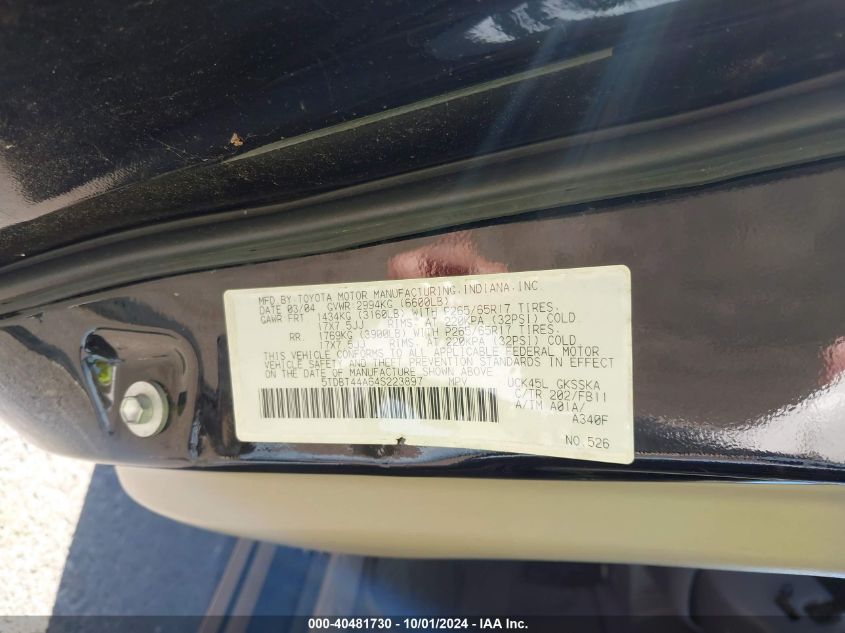 MFD.BY TOYOTA MOTOR MANUFACTURING,INDIANA,INC.
DATE 03/04 GVWR 2994KG (6600LB)
GAWR FRT 1434KG (3160LB) WITH P265/65R17 TIRES.
17X7.5JJ RIMS. AT 220KPA (32PSI) COLD
RR 1769KG (3900LB) WITH P265/65R17 TIRES.
17X7.5JJ RIMS. AT 220KPA (32PSI) COLD
THIS VEHICLE CONFORMS TO ALL APPLICABLE FEDERAL MOTOR
VEHICLE SAFETY AND THEFT PREVENTION STANDARDS IN EFFECT
ON THE DATE OF MANUFACTURE SHOWN ABOVE.
5TDBT44A64S223897 MPV UCK45L GKSSKA
C/TR 202/FB11
A/TM A01A/
A340F
NO.526
000-40481730 - 10/01/2024 - IAA Inc.